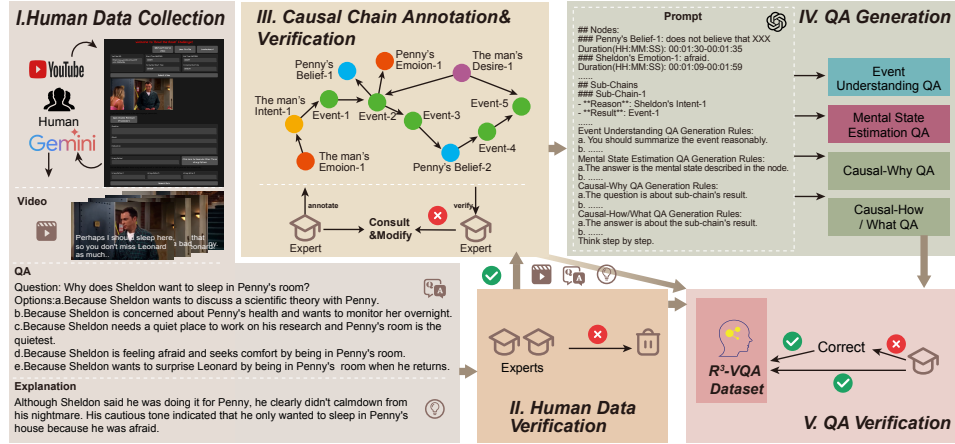 I.Human Data Collection
YouTube
Human
Gemini
Video
Perhaps I should sleep here,
so you don't miss Leonard
as much..
QA
Question: Why does Sheldon want to sleep in Penny's room?
Options:a.Because Sheldon wants to discuss a scientific theory with Penny.
b.Because Sheldon is concerned about Penny's health and wants to monitor her overnight.
c.Because Sheldon needs a quiet place to work on his research and Penny's room is the
quietest.
d.Because Sheldon is feeling afraid and seeks comfort by being in Penny's room.
e.Because Sheldon wants to surprise Leonard by being in Penny's room when he returns.
Explanation
Although Sheldon said he was doing it for Penny, he clearly didn't calmdown from
his nightmare. His cautious tone indicated that he only wanted to sleep in Penny's
house because he was afraid.
III. Causal Chain Annotation&
Verification
Penny's
Belief-1
Penny's
Emoion-1
The man's
Desire-1
The man's
Intent-1
Event-1
Event-2
Event-3
Event-5
Event-4
The man's
Emoion-1
Penny's Belief-2
annotate
verify
Expert
Consult
&Modify
Expert
Prompt
## Nodes:
### Penny's Belief-1: does not believe that XXX
Duration(HH:MM:SS): 00:01:30-00:01:35
### Sheldon's Emotion-1: afraid.
Duration(HH:MM:SS): 00:01:09-00:01:59
......
## Sub-Chains
### Sub-Chain-1
- **Reason**: Sheldon's Intent-1
- **Result**: Event-1
......
Event Understanding QA Generation Rules:
a. You should summarize the event reasonably.
b. ......
Mental State Estimation QA Generation Rules:
a.The answer is the mental state described in the node.
b. ......
Causal-Why QA Generation Rules:
a.The question is about sub-chain's result.
b. ......
Causal-How/What QA Generation Rules:
a.The answer is about the sub-chain's result.
b. ......
Think step by step.
IV. QA Generation
Event
Understanding QA
Mental State
Estimation QA
Causal-Why QA
Causal-How
/ What QA
Q
A
Experts
II. Human Data
Verification
R³-VQA
Dataset
Correct
V. QA Verification